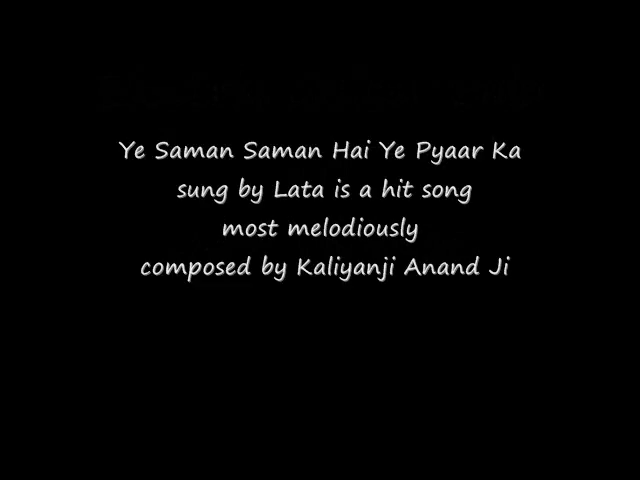 Ye Saman Saman Hai Ye Pyaar Ka
sung by Lata is a hit song
most melodiously
composed by Kaliyanji Anand Ji